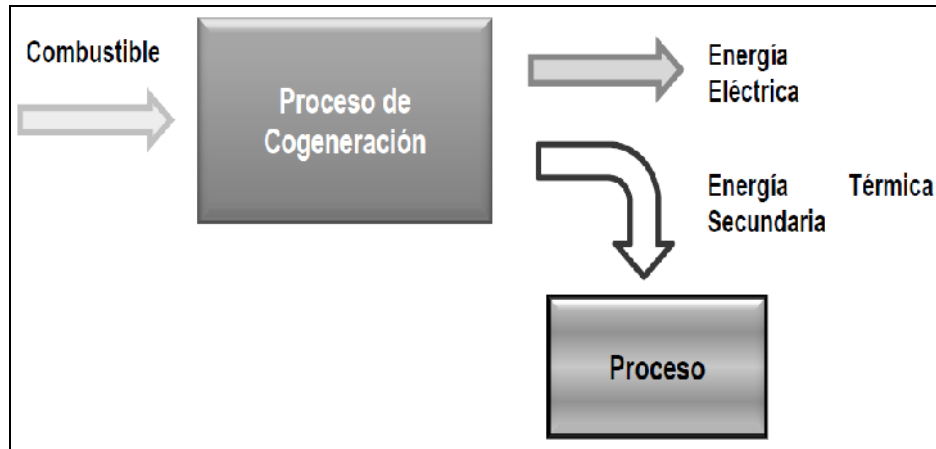 Combustible
Proceso de
Cogeneración
Energía
Eléctrica
Energía Térmica
Secundaria
Proceso